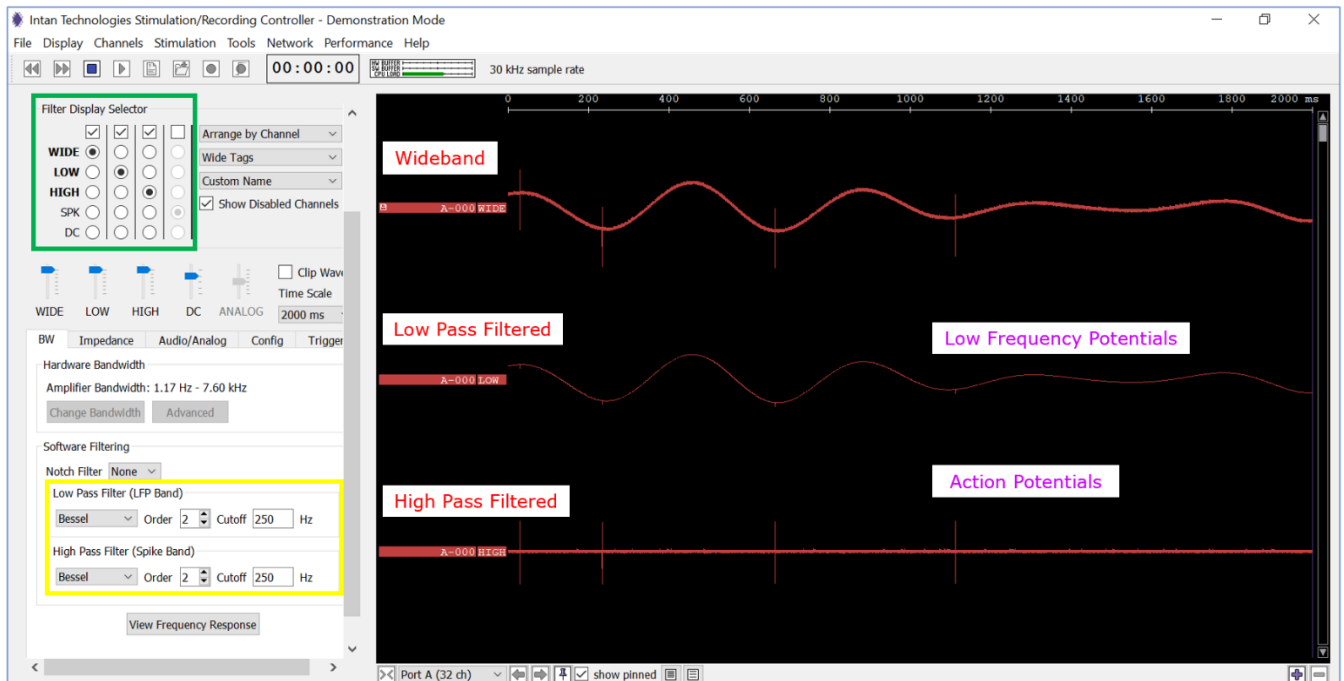 Intan Technologies Stimulation/Recording Controller - Demonstration Mode
File Display Channels Stimulation Tools Network Performance Help
00:00:00
HW BUFFER
SW BUFFER
CPU LOAD
30 kHz sample rate
Filter Display Selector
WIDE
LOW
HIGH
SPK
DC
Arrange by Channel
Wide Tags
Custom Name
Show Disabled Channels
WIDE LOW HIGH DC ANALOG
Clip Wave
Time Scale
2000 ms
BW Impedance Audio/Analog Config Trigger
Hardware Bandwidth
Amplifier Bandwidth: 1.17 Hz - 7.60 kHz
Change Bandwidth Advanced
Software Filtering
Notch Filter None
Low Pass Filter (LFP Band)
Bessel Order 2 Cutoff 250 Hz
High Pass Filter (Spike Band)
Bessel Order 2 Cutoff 250 Hz
View Frequency Response
0 200 400 600 800 1000 1200 1400 1600 1800 2000 ms
Wideband
A-000 WIDE
Low Pass Filtered
Low Frequency Potentials
A-000 LOW
Action Potentials
High Pass Filtered
A-000 HIGH
Port A (32 ch) show pinned